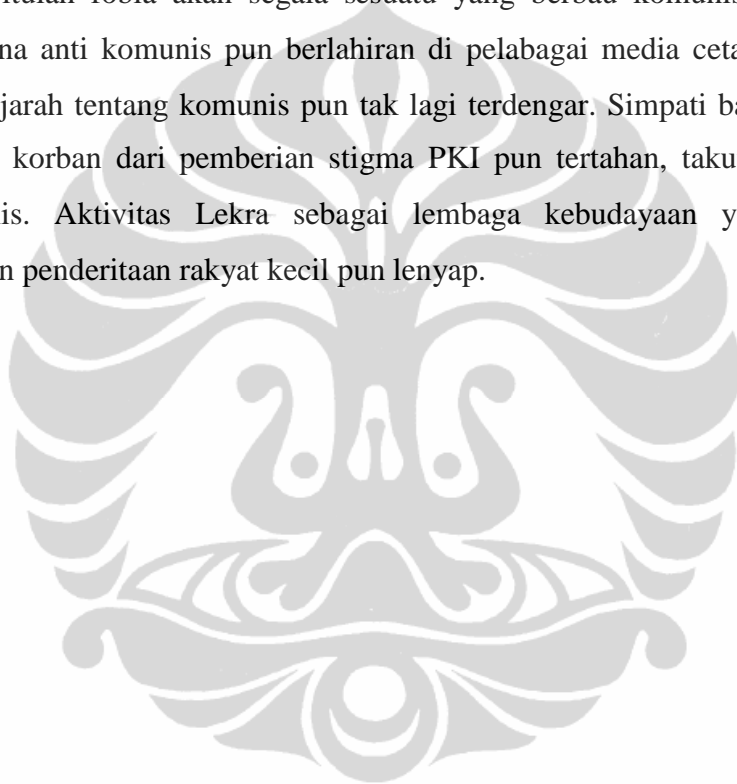 itulah fobia akan segala sesuatu yang berbau komunis
na anti komunis pun berlahiran di pelabagai media ceta
jarah tentang komunis pun tak lagi terdengar. Simpati ba
korban dari pemberian stigma PKI pun tertahan, taku
is. Aktivitas Lekra sebagai lembaga kebudayaan y
n penderitaan rakyat kecil pun lenyap.